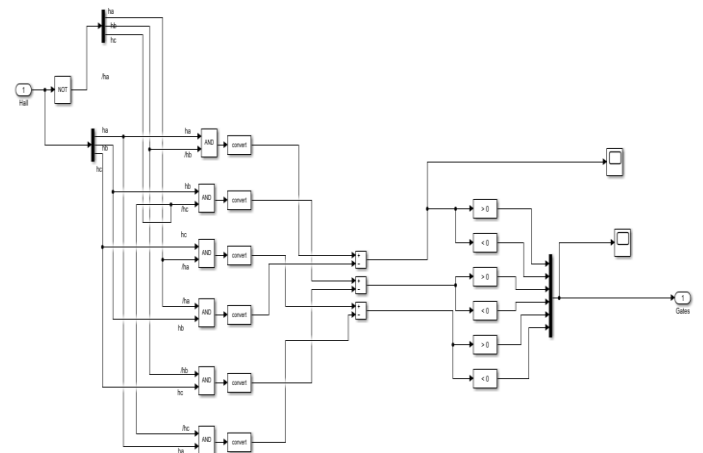 ha
hb
hc
/ha
1
Hall
NOT
ha
hb
hc
ha
/hb
AND
convert
hb
/hc
AND
convert
hc
/ha
AND
convert
/ha
hb
AND
convert
/hb
hc
AND
convert
/hc
ha
AND
convert
+
−
+
−
+
−
> 0
< 0
> 0
< 0
> 0
< 0
1
Gates